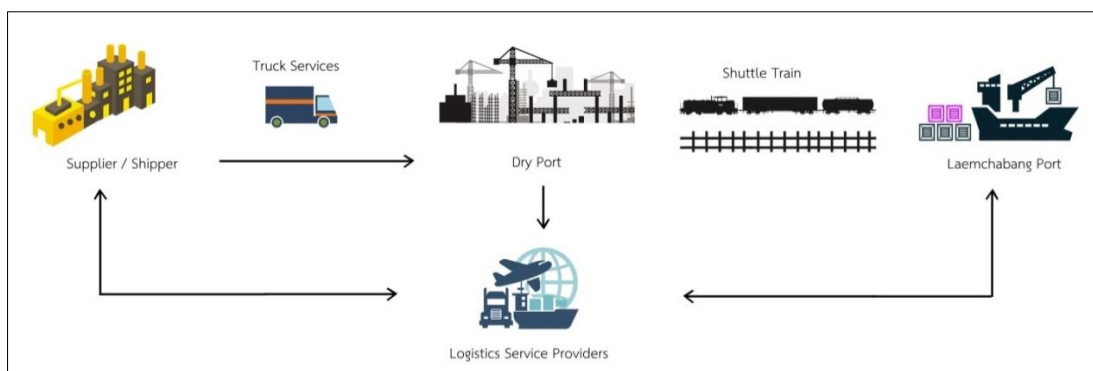 Truck Services
Shuttle Train
Supplier / Shipper
Dry Port
Laemchabang Port
Logistics Service Providers